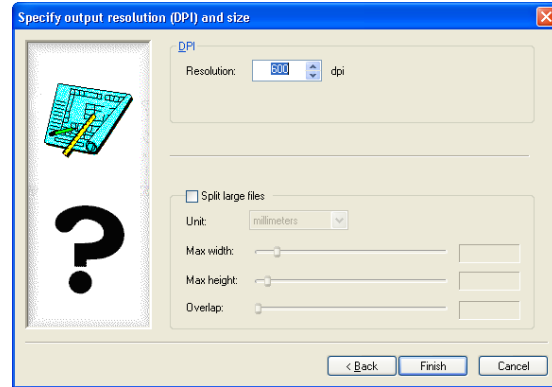 Specify output resolution (DPI) and size
DPI
Resolution: 600 dpi
Split large files
Unit: millimeters
Max width:
Max height:
Overlap:
< Back Finish Cancel